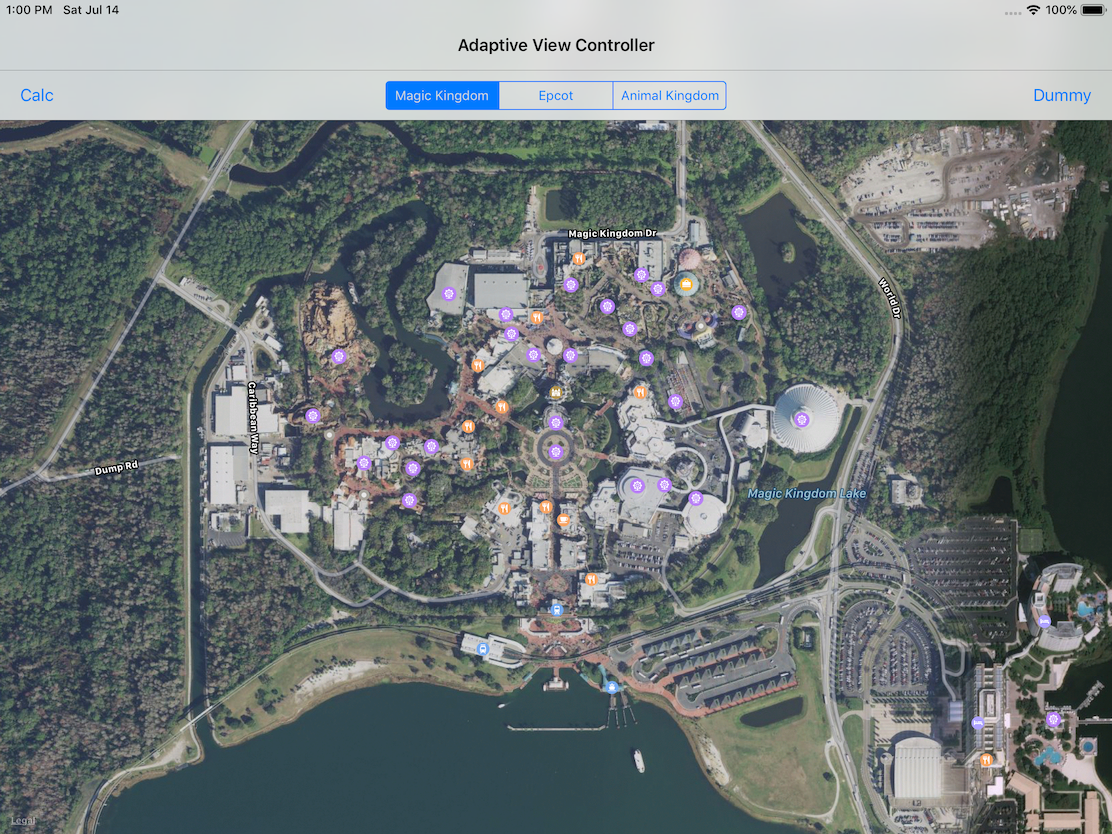 1:00 PM Sat Jul 14
100%
Adaptive View Controller
Calc
Magic Kingdom
Epcot
Animal Kingdom
Dummy
Magic Kingdom Dr
World Dr
Caribbean Way
Dump Rd
Magic Kingdom Lake
Legal